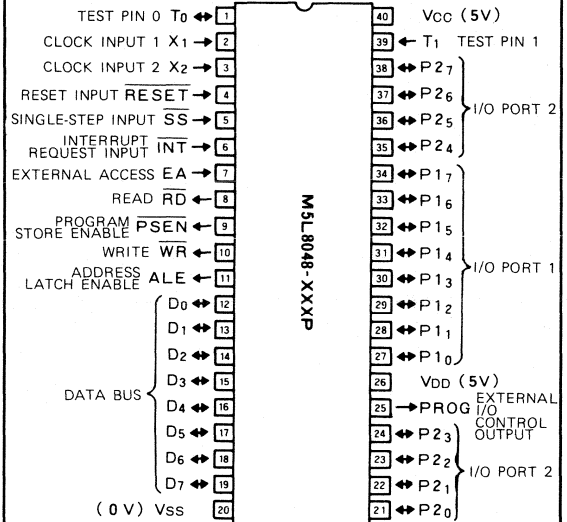 TEST PIN 0 T0 1
CLOCK INPUT 1 X1 2
CLOCK INPUT 2 X2 3
RESET INPUT RESET 4
SINGLE-STEP INPUT SS 5
INTERRUPT
REQUEST INPUT INT 6
EXTERNAL ACCESS EA 7
READ RD 8
PROGRAM
STORE ENABLE PSEN 9
WRITE WR 10
ADDRESS
LATCH ENABLE ALE 11
D0 12
D1 13
D2 14
D3 15
DATA BUS
D4 16
D5 17
D6 18
D7 19
(0V) VSS 20
M5L8048-XXXP
40 VCC (5V)
39 T1 TEST PIN 1
38 P27
37 P26
I/O PORT 2
36 P25
35 P24
34 P17
33 P16
32 P15
31 P14
I/O PORT 1
30 P13
29 P12
28 P11
27 P10
26 VDD (5V)
25 PROG EXTERNAL
I/O
CONTROL
OUTPUT
24 P23
23 P22
I/O PORT 2
22 P21
21 P20